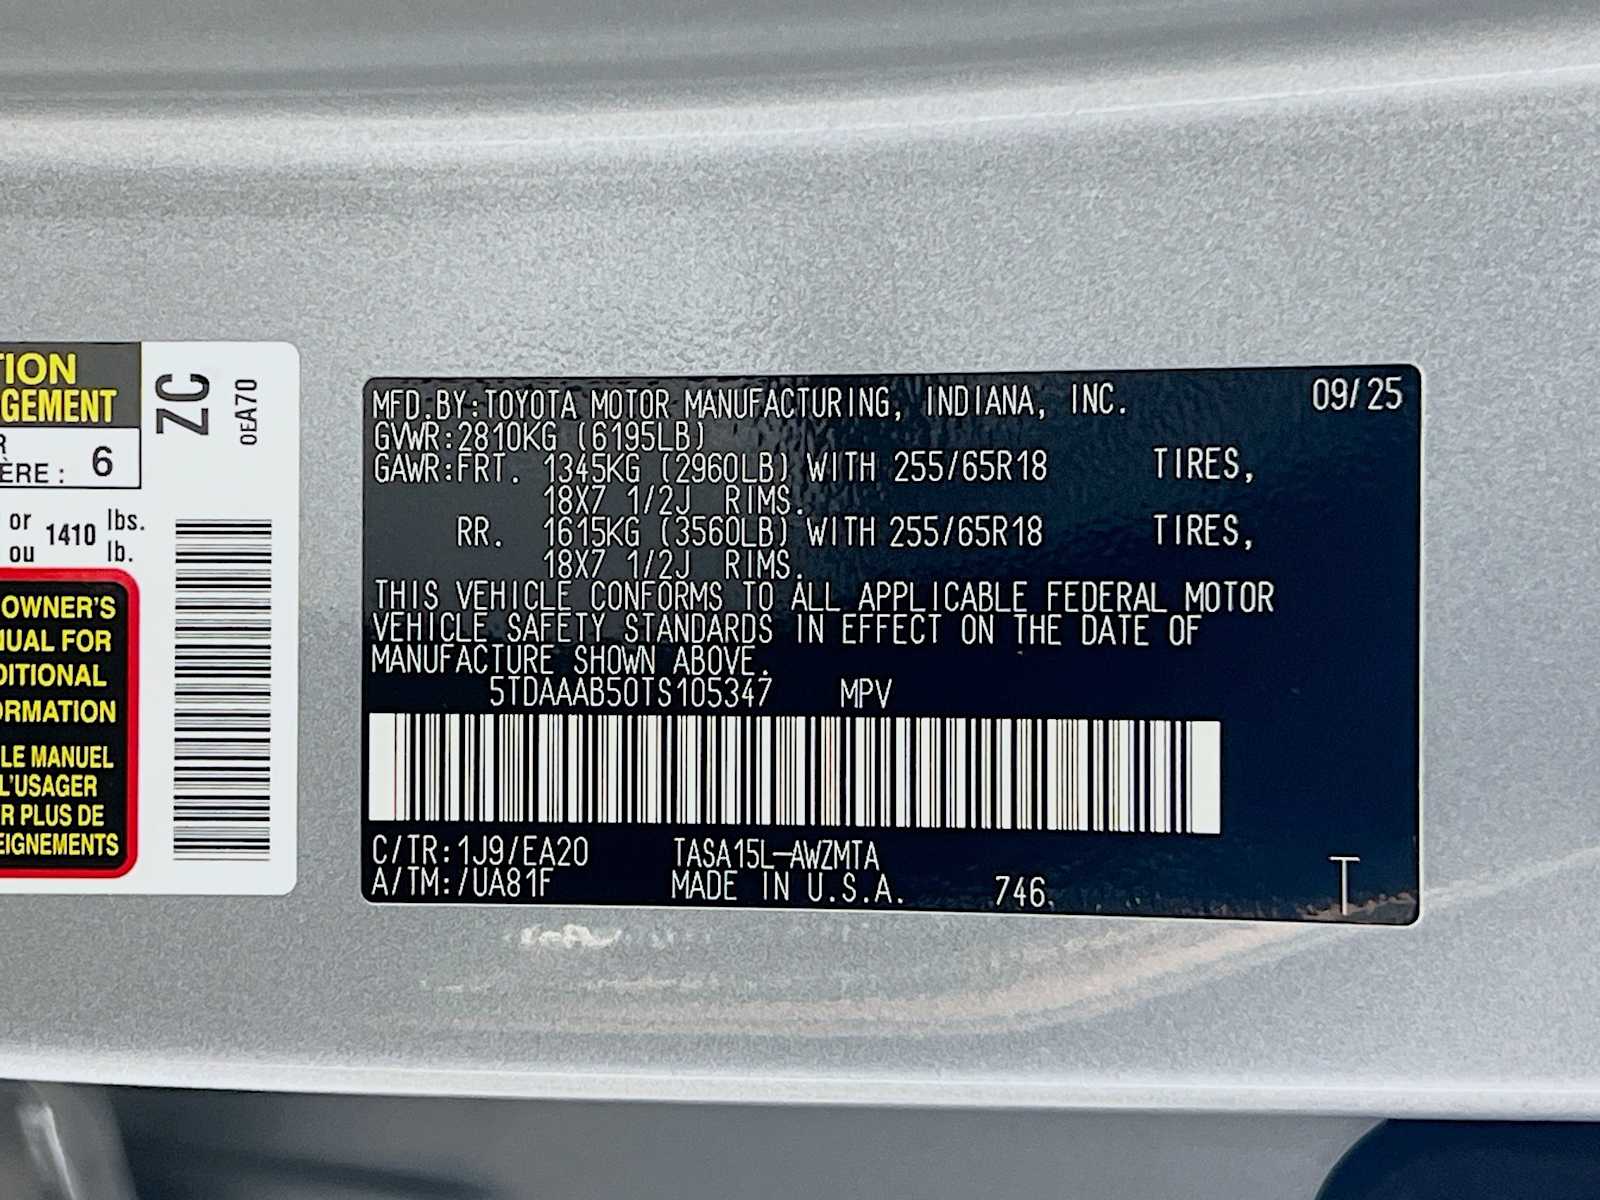 TION
GEMENT
R
ÈRE : 6
or 1410 lbs.
ou lb.
OWNER'S
UAL FOR
DITIONAL
ORMATION
LE MANUEL
L'USAGER
R PLUS DE
EIGNEMENTS
ZC
0EA70
MFD.BY:TOYOTA MOTOR MANUFACTURING, INDIANA, INC. 09/25
GVWR:2810KG (6195LB)
GAWR:FRT. 1345KG (2960LB) WITH 255/65R18 TIRES,
18X7 1/2J RIMS.
RR. 1615KG (3560LB) WITH 255/65R18 TIRES,
18X7 1/2J RIMS.
THIS VEHICLE CONFORMS TO ALL APPLICABLE FEDERAL MOTOR
VEHICLE SAFETY STANDARDS IN EFFECT ON THE DATE OF
MANUFACTURE SHOWN ABOVE.
5TDAAAB50TS105347 MPV
C/TR:1J9/EA20 TASA15L-AWZMTA
A/TM:/UA81F MADE IN U.S.A. 746 T